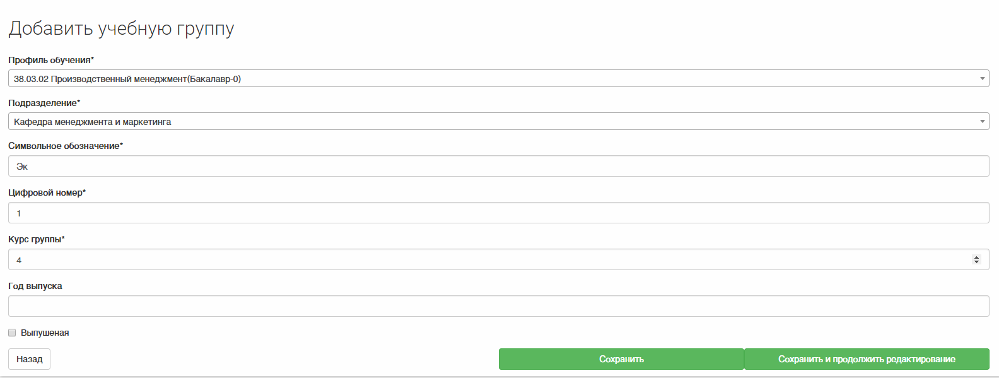 Добавить учебную группу
Профиль обучения*
38.03.02 Производственный менеджмент(Бакалавр-0)
Подразделение*
Кафедра менеджмента и маркетинга
Символьное обозначение*
Эк
Цифровой номер*
1
Курс группы*
4
Год выпуска
Выпушеная
Назад
Сохранить
Сохранить и продолжить редактирование